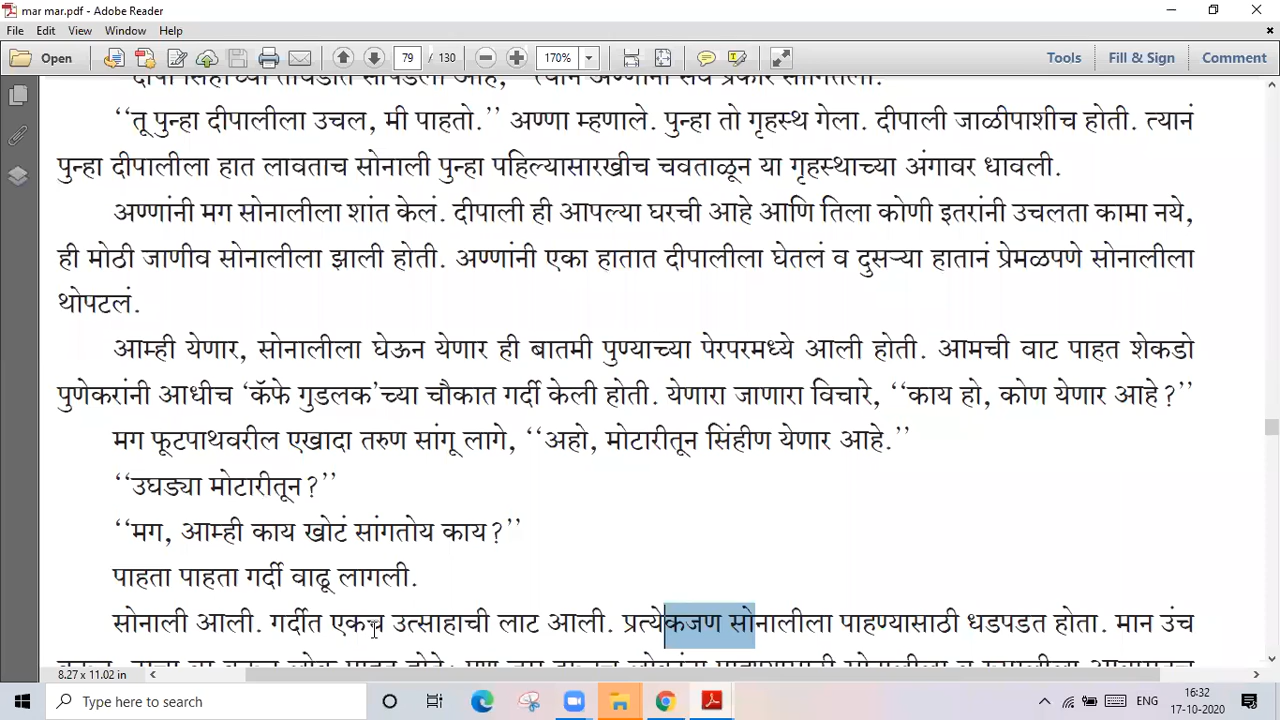 mar mar.pdf - Adobe Reader
File Edit View Window Help
Open 79 / 130 170% Tools Fill & Sign Comment
‘‘तू पुन्हा दीपालीला उचल, मी पाहतो.’’ अण्णा म्हणाले. पुन्हा तो गृहस्थ गेला. दीपाली जाळीपाशीच होती. त्यानं
पुन्हा दीपालीला हात लावताच सोनाली पुन्हा पहिल्यासारखीच चवताळून या गृहस्थाच्या अंगावर धावली.
अण्णांनी मग सोनालीला शांत केलं. दीपाली ही आपल्या घरची आहे आणि तिला कोणी इतरांनी उचलता कामा नये,
ही मोठी जाणीव सोनालीला झाली होती. अण्णांनी एका हातात दीपालीला घेतलं व दुसऱ्या हातानं प्रेमळपणे सोनालीला
थोपटलं.
आम्ही येणार, सोनालीला घेऊन येणार ही बातमी पुण्याच्या पेरपरमध्ये आली होती. आमची वाट पाहत शेकडो
पुणेकरांनी आधीच ‘कॅफे गुडलक’च्या चौकात गर्दी केली होती. येणारा जाणारा विचारे, ‘‘काय हो, कोण येणार आहे?’’
मग फूटपाथवरील एखादा तरुण सांगू लागे, ‘‘अहो, मोटारीतून सिंहीण येणार आहे.’’
‘‘उघड्या मोटारीतून?’’
‘‘मग, आम्ही काय खोटं सांगतोय काय?’’
पाहता पाहता गर्दी वाढू लागली.
सोनाली आली. गर्दीत एकच उत्साहाची लाट आली. प्रत्येकजण सोनालीला पाहण्यासाठी धडपडत होता. मान उंच
8.27 x 11.02 in
Type here to search
ENG
16:32
17-10-2020